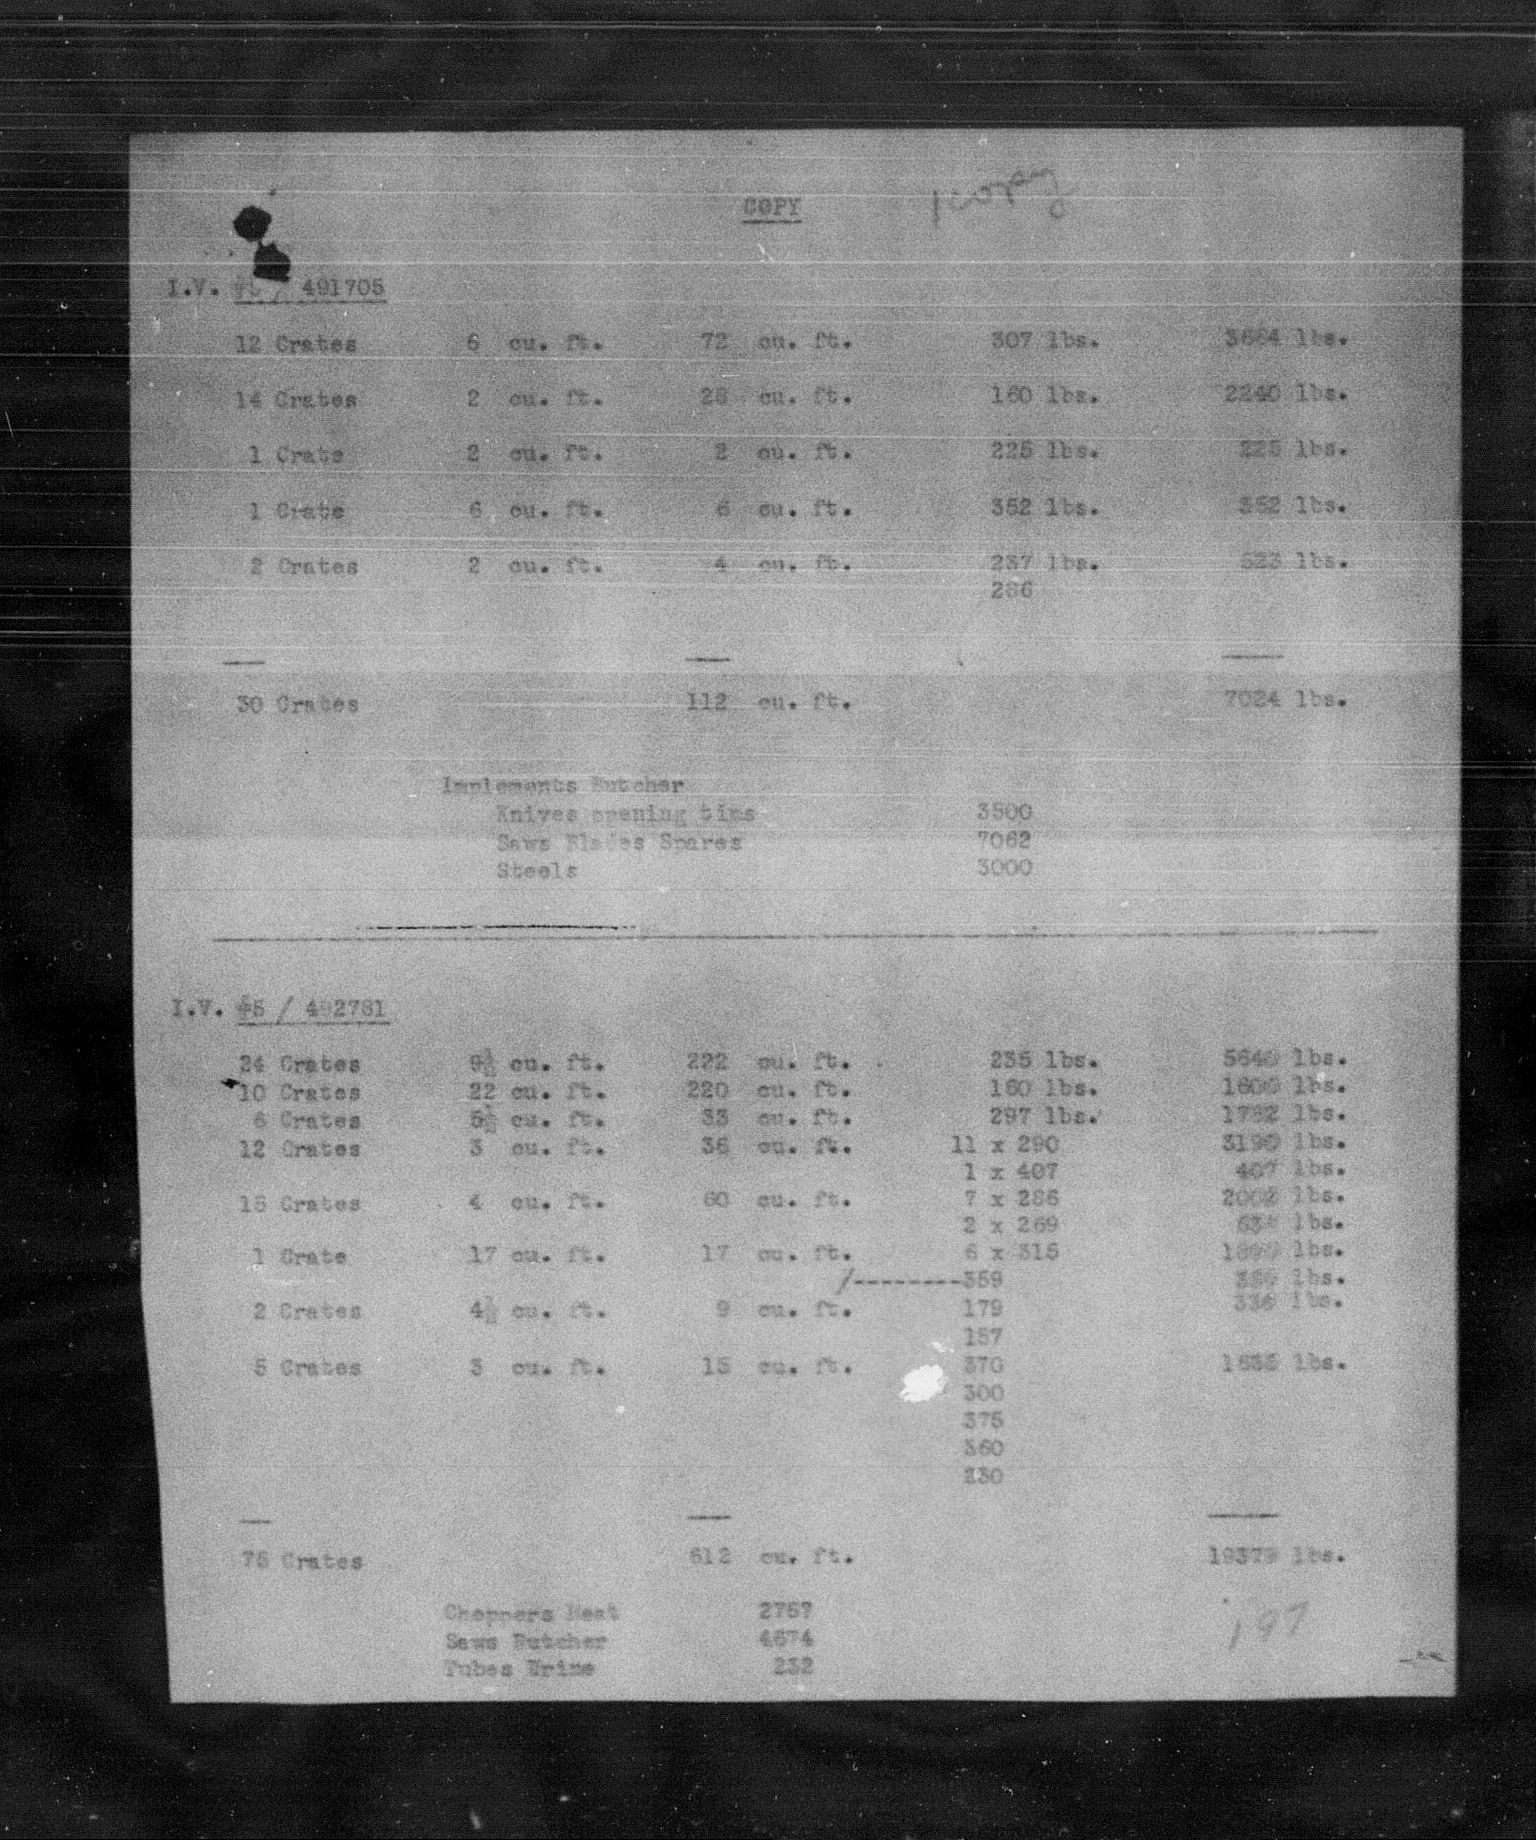 COPY
I.V. #5 / 491705
12 Crates 6 cu. ft. 72 cu. ft. 307 lbs. 3684 lbs.
14 Crates 2 cu. ft. 28 cu. ft. 160 lbs. 2240 lbs.
1 Crate 2 cu. ft. 2 cu. ft. 225 lbs. 225 lbs.
1 Crate 6 cu. ft. 6 cu. ft. 352 lbs. 352 lbs.
2 Crates 2 cu. ft. 4 cu. ft. 237 lbs. 523 lbs.
286
30 Crates 112 cu. ft. 7024 lbs.
Implements Butcher
Knives opening tins 3500
Saws Blades Spares 7062
Steels 3000
I.V. #5 / 492781
24 Crates 9¼ cu. ft. 222 cu. ft. 235 lbs. 5640 lbs.
10 Crates 22 cu. ft. 220 cu. ft. 160 lbs. 1600 lbs.
6 Crates 5½ cu. ft. 33 cu. ft. 297 lbs. 1782 lbs.
12 Crates 3 cu. ft. 36 cu. ft. 11 x 290 3190 lbs.
1 x 407 407 lbs.
15 Crates 4 cu. ft. 60 cu. ft. 7 x 286 2002 lbs.
2 x 269 lbs.
1 Crate 17 cu. ft. 17 cu. ft. 6 x 315 1890 lbs.
/--------359 lbs.
2 Crates 4½ cu. ft. 9 cu. ft. 179 336 lbs.
157
5 Crates 3 cu. ft. 15 cu. ft. 370 1635 lbs.
300
375
360
230
75 Crates 612 cu. ft. 19379 lbs.
Choppers Meat 2767
Saws Butcher 4674
Tubes Urine 232
197